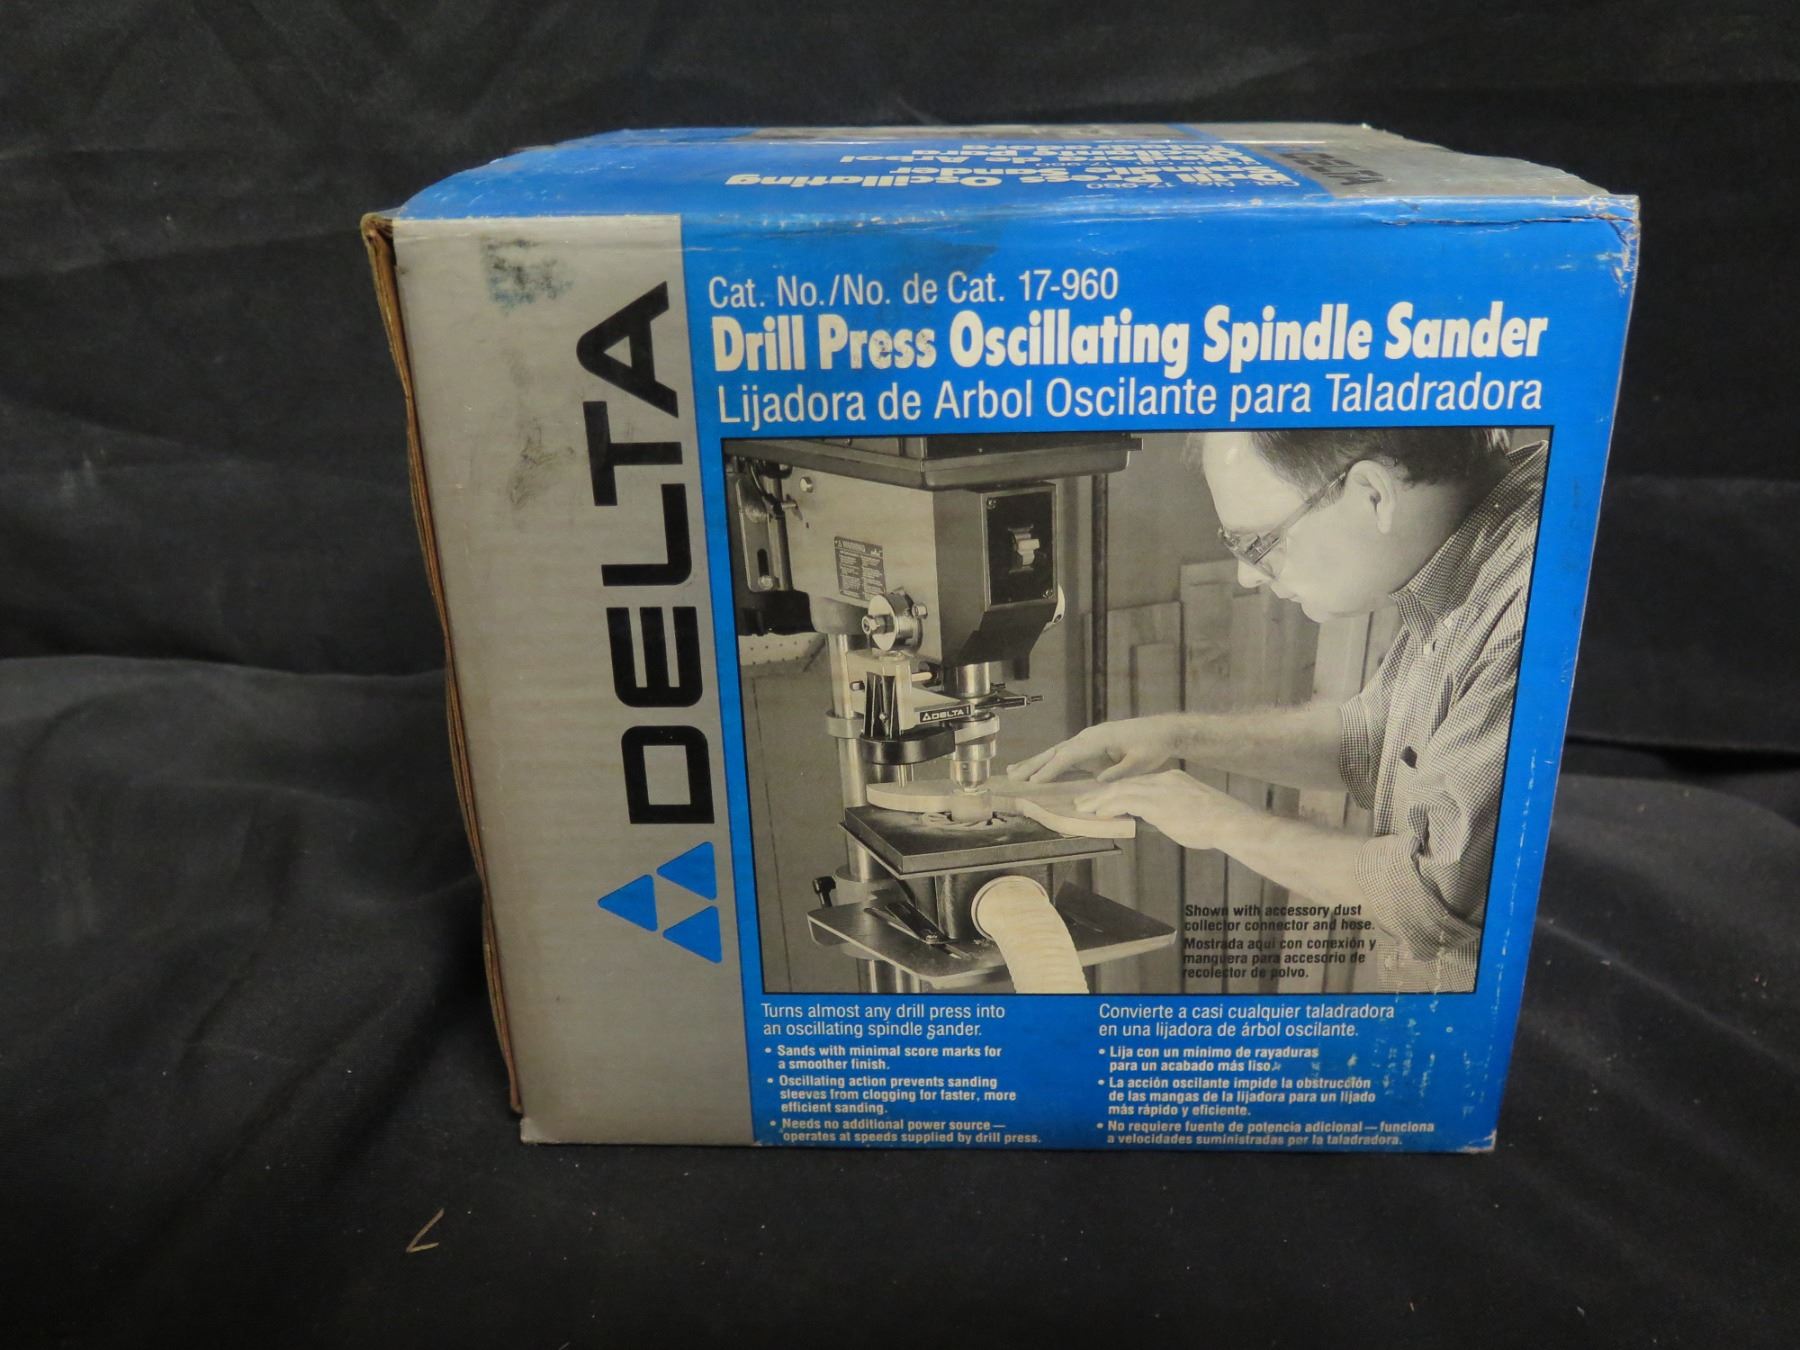 Drill Press Oscillating
Spindle Sander
DELTA
Cat. No./No. de Cat. 17-960
Drill Press Oscillating Spindle Sander
Lijadora de Arbol Oscilante para Taladradora
DELTA
Shown with accessory dust
collector connector and hose.
Mostrada aquí con conexión y
manguera para accesorio de
recolector de polvo.
Turns almost any drill press into
an oscillating spindle sander.
• Sands with minimal score marks for
a smoother finish.
• Oscillating action prevents sanding
sleeves from clogging for faster, more
efficient sanding.
• Needs no additional power source —
operates at speeds supplied by drill press.
Convierte a casi cualquier taladradora
en una lijadora de árbol oscilante.
• Lija con un mínimo de rayaduras
para un acabado más liso.
• La acción oscilante impide la obstrucción
de las mangas de la lijadora para un lijado
más rápido y eficiente.
• No requiere fuente de potencia adicional — funciona
a velocidades suministradas por la taladradora.